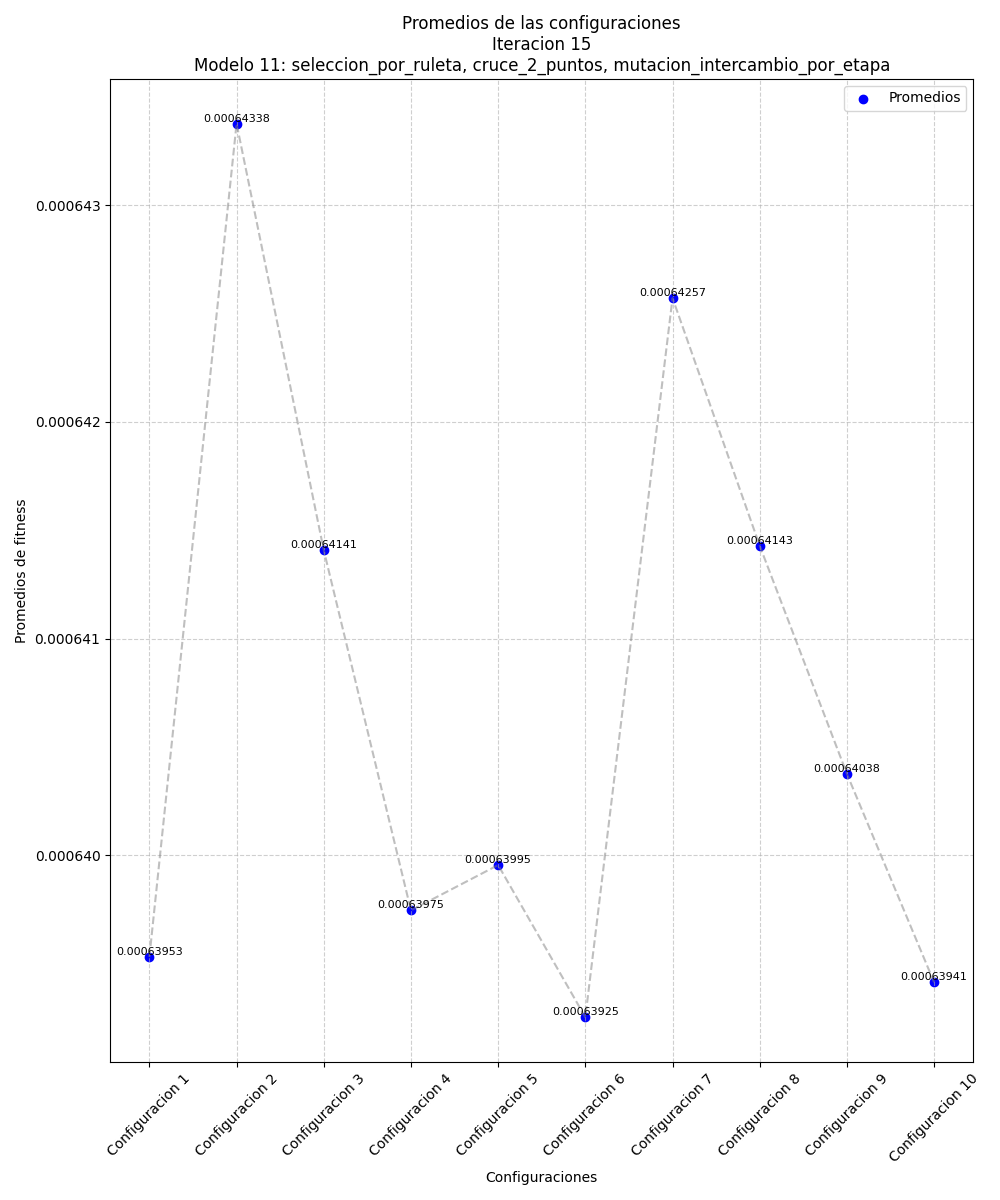 Promedios de las configuraciones
Iteracion 15
Modelo 11: seleccion_por_ruleta, cruce_2_puntos, mutacion_intercambio_por_etapa
Promedios
0.00064338
0.000643
0.00064257
0.000642
0.00064141
0.00064143
0.000641
0.00064038
0.000640
0.00063995
0.00063975
0.00063953
0.00063941
0.00063925
Promedios de fitness
Configuracion 1
Configuracion 2
Configuracion 3
Configuracion 4
Configuracion 5
Configuracion 6
Configuracion 7
Configuracion 8
Configuracion 9
Configuracion 10
Configuraciones